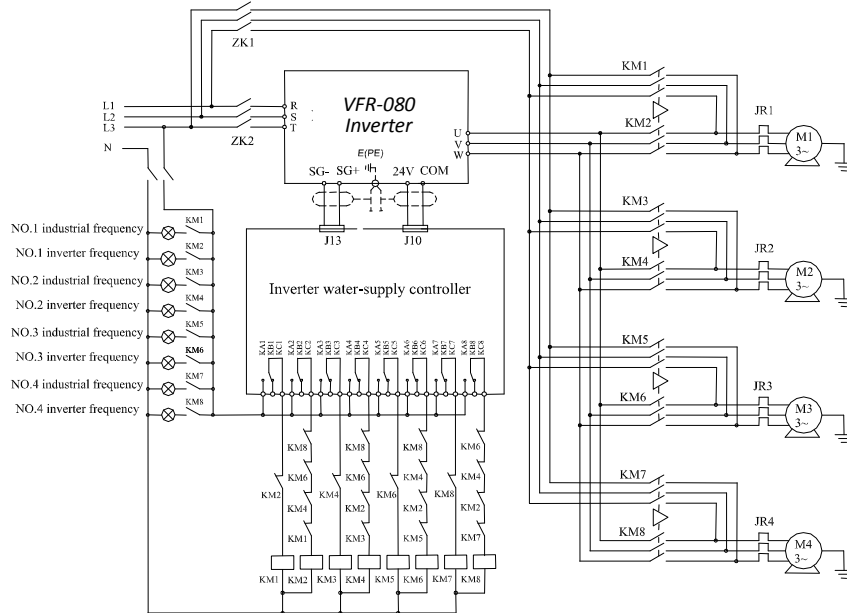 ZK1
L1
L2
L3
N
ZK2
VFR-080
Inverter
R
S
T
U
V
W
E(PE)
SG-
SG+
24V
COM
J13
J10
Inverter water-supply controller
KA1
KB1
KC1
KA2
KB2
KC2
KA3
KB3
KC3
KA4
KB4
KC4
KA5
KB5
KC5
KA6
KB6
KC6
KA7
KB7
KC7
KA8
KB8
KC8
NO.1 industrial frequency
KM1
NO.1 inverter frequency
KM2
NO.2 industrial frequency
KM3
NO.2 inverter frequency
KM4
NO.3 industrial frequency
KM5
NO.3 inverter frequency
KM6
NO.4 industrial frequency
KM7
NO.4 inverter frequency
KM8
KM8
KM8
KM8
KM6
KM2
KM6
KM4
KM6
KM6
KM4
KM8
KM4
KM4
KM2
KM2
KM2
KM1
KM3
KM5
KM7
KM1
KM2
KM3
KM4
KM5
KM6
KM7
KM8
KM1
KM2
JR1
M1
3~
KM3
KM4
JR2
M2
3~
KM5
KM6
JR3
M3
3~
KM7
KM8
JR4
M4
3~